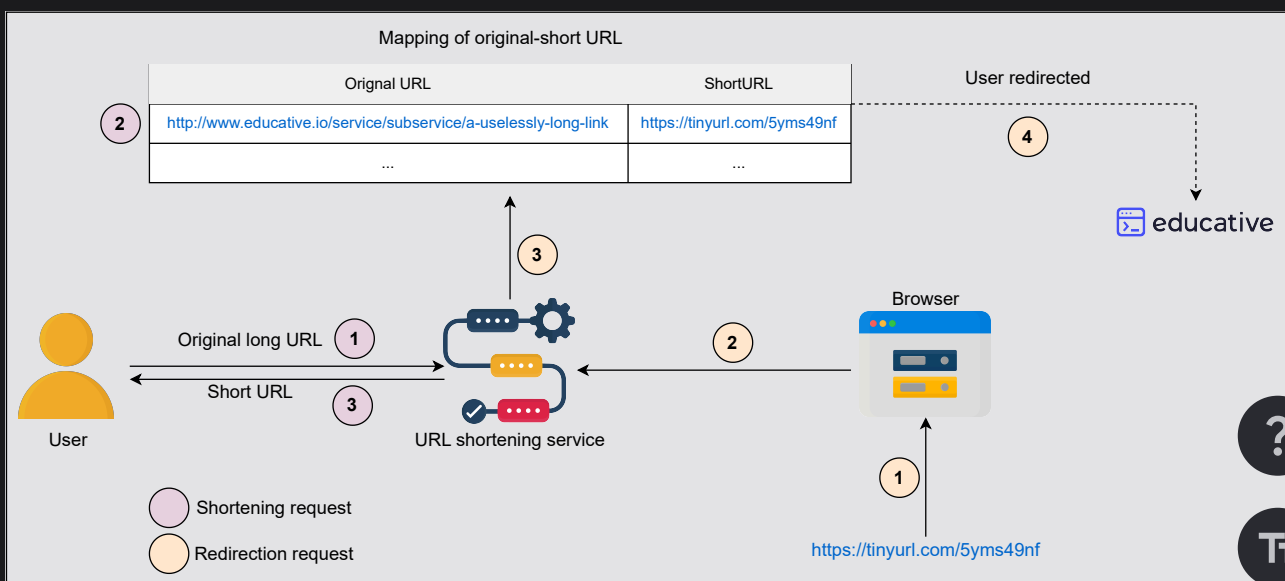 Mapping of original-short URL
Orignal URL
ShortURL
User redirected
2
http://www.educative.io/service/subservice/a-uselessly-long-link
https://tinyurl.com/5yms49nf
4
...
...
educative
3
Browser
Original long URL
1
2
Short URL
3
User
URL shortening service
?
1
Shortening request
Redirection request
https://tinyurl.com/5yms49nf